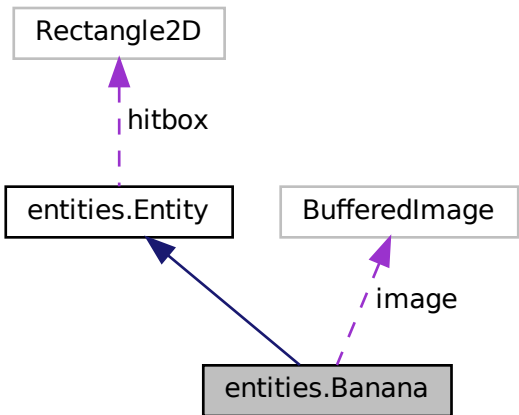 Rectangle2D
hitbox
entities.Entity
BufferedImage
image
entities.Banana